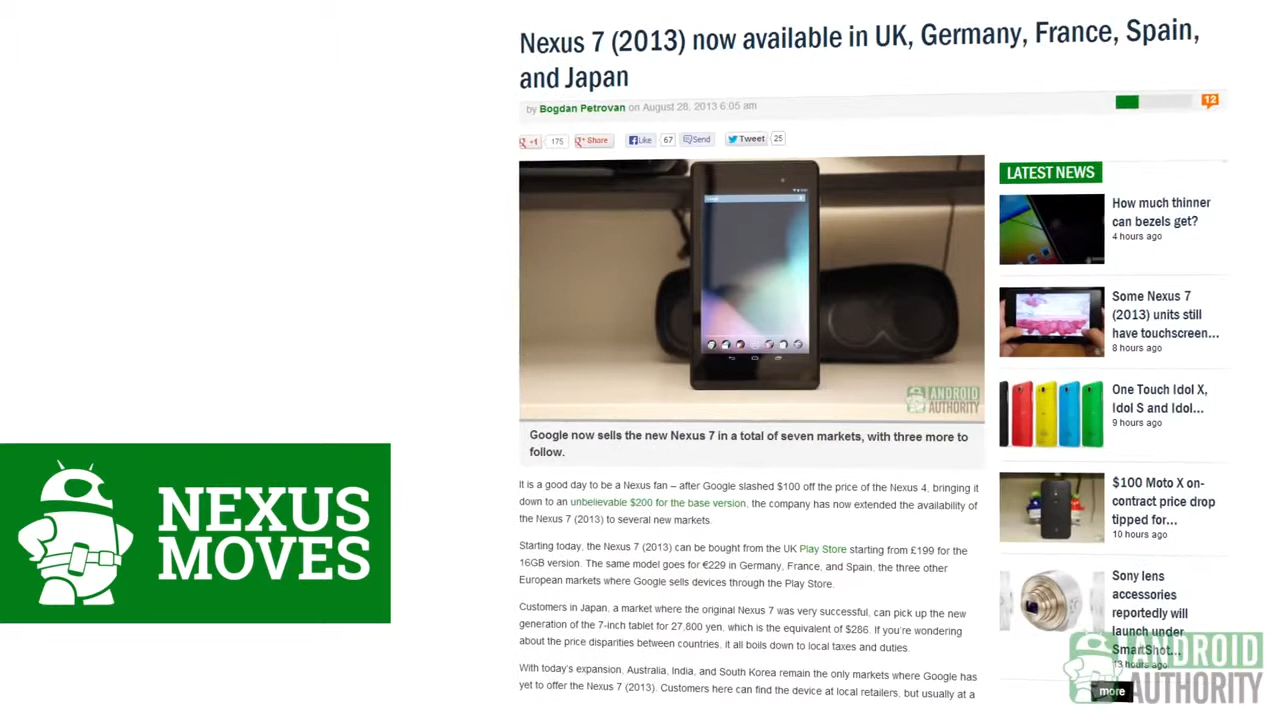 Nexus 7 (2013) now available in UK, Germany, France, Spain,
and Japan
by Bogdan Petrovan on August 28, 2013 6:05 am
12
+1 175 Share Like 67 Send Tweet 25
ANDROID
AUTHORITY
Google now sells the new Nexus 7 in a total of seven markets, with three more to
follow.
It is a good day to be a Nexus fan – after Google slashed $100 off the price of the Nexus 4, bringing it
down to an unbelievable $200 for the base version, the company has now extended the availability of
the Nexus 7 (2013) to several new markets.
Starting today, the Nexus 7 (2013) can be bought from the UK Play Store starting from £199 for the
16GB version. The same model goes for €229 in Germany, France, and Spain, the three other
European markets where Google sells devices through the Play Store.
Customers in Japan, a market where the original Nexus 7 was very successful, can pick up the new
generation of the 7-inch tablet for 27,800 yen, which is the equivalent of $286. If you're wondering
about the price disparities between countries, it all boils down to local taxes and duties.
With today's expansion, Australia, India, and South Korea remain the only markets where Google has
yet to offer the Nexus 7 (2013). Customers here can find the device at local retailers, but usually at a
LATEST NEWS
How much thinner
can bezels get?
4 hours ago
Some Nexus 7
(2013) units still
have touchscreen...
8 hours ago
One Touch Idol X,
Idol S and Idol...
9 hours ago
$100 Moto X on-
contract price drop
tipped for...
10 hours ago
Sony lens
accessories
reportedly will
launch under
SmartShot...
13 hours ago
more
NEXUS
MOVES
ANDROID
AUTHORITY